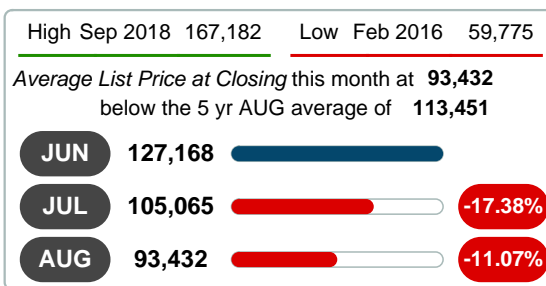 High Sep 2018 167,182 Low Feb 2016 59,775
Average List Price at Closing this month at 93,432
below the 5 yr AUG average of 113,451
JUN 127,168
JUL 105,065 -17.38%
AUG 93,432 -11.07%